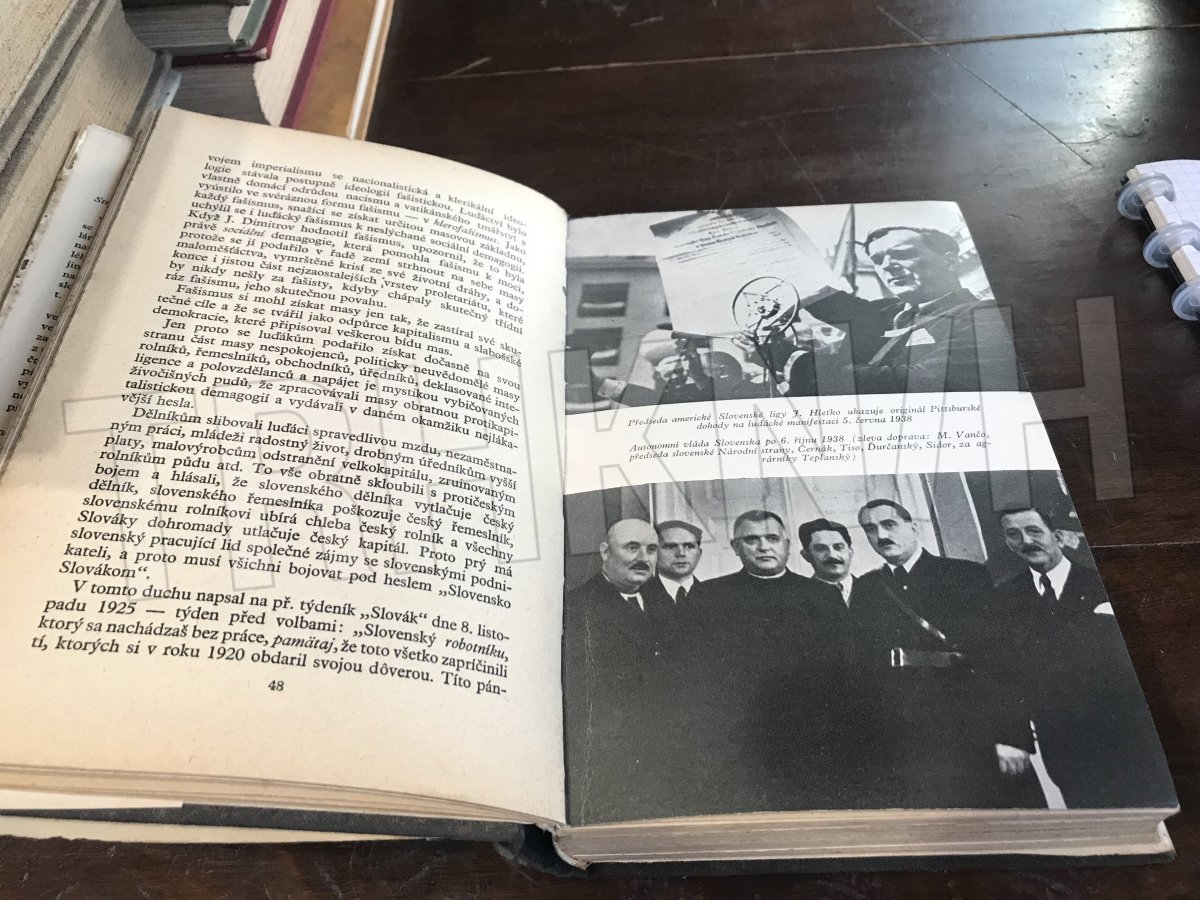 vojem imperialismu se nacionalistická a klerikální ideo-
logie stávala postupně ideologií fašistickou. Luďáctví bylo
vlastně domácí odrůdou nacismu a vatikánského tmářství a
vyústilo ve svéráznou formu fašismu — v klerofašismus. Jako
každý fašismus, snažící se získat určitou masovou základnu,
uchýlil se i luďácký fašismus k neslýchané sociální demagogii.
Když J. Dimitrov hodnotil fašismus, upozornil, že to byla
právě sociální demagogie, která pomohla fašismu k moci,
protože se jí podařilo v řadě zemí strhnout na sebe masy
maloměšťáctva, vymrštěné krisí ze své životní dráhy, a do-
konce i jistou část nejzaostalejších vrstev proletariátu, které
by nikdy nešly za fašisty, kdyby chápaly skutečný třídní
ráz fašismu, jeho skutečnou povahu.
Fašismus si mohl získat masy jen tak, že zastíral své sku-
tečné cíle a že se tvářil jako odpůrce kapitalismu a slabošské
demokracie, které připisoval veškerou bídu mas.
Jen proto se luďákům podařilo získat dočasně na svou
stranu část masy nespokojenců, politicky neuvědomělé masy
rolníků, řemeslníků, obchodníků, úředníků, deklasované inte-
ligence a polovzdělanců a napájet je mystikou vybičovaných
živočišných pudů, že zpracovávali masy obratnou protikapi-
talistickou demagogií a vydávali v daném okamžiku nejláka-
vější hesla.
Dělníkům slibovali luďáci spravedlivou mzdu, nezaměstna-
ným práci, mládeži radostný život, drobným úředníkům vyšší
platy, malovýrobcům odstranění velkokapitálu, zruinovaným
rolníkům půdu atd. To vše obratně skloubili s protičeským
bojem a hlásali, že slovenského dělníka vytlačuje český
dělník, slovenského řemeslníka poškozuje český řemeslník,
slovenskému rolníkovi ubírá chleba český rolník a všechny
Slováky dohromady utlačuje český kapitál. Proto prý má
slovenský pracující lid společné zájmy se slovenskými podni-
kateli, a proto musí všichni bojovat pod heslem „Slovensko
Slovákom“.
V tomto duchu napsal na př. týdeník „Slovák“ dne 8. listo-
padu 1925 — týden před volbami: „Slovenský robotníku,
ktorý sa nachádzaš bez práce, pamätaj, že toto všetko zapríčinili
tí, ktorých si v roku 1920 obdaril svojou dôverou. Títo pán-
48
Předseda americké Slovenské ligy J. Hletko ukazuje originál Pittsburské
dohody na luďácké manifestaci 5. června 1938
Autonomní vláda Slovenska po 6. říjnu 1938 (zleva doprava: M. Vančo,
předseda slovenské Národní strany, Černák, Tiso, Ďurčanský, Sidor, za ag-
rárníky Teplanský)